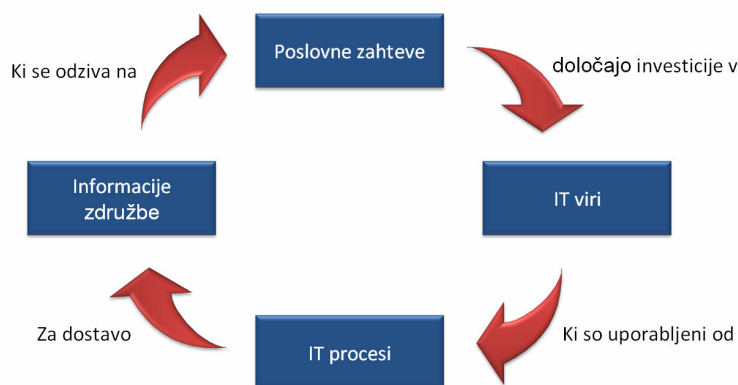 Poslovne zahteve
Ki se odziva na
določajo investicije v
Informacije
združbe
IT viri
Za dostavo
IT procesi
Ki so uporabljeni od